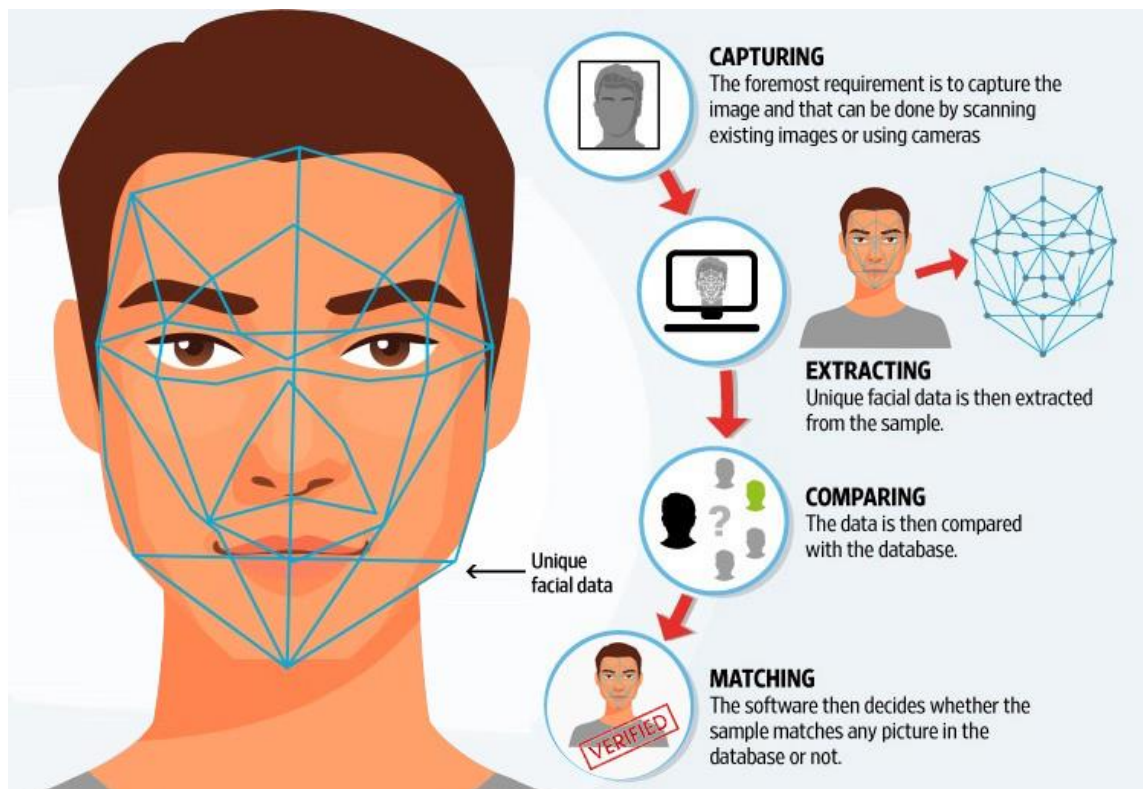 CAPTURING
The foremost requirement is to capture the
image and that can be done by scanning
existing images or using cameras
EXTRACTING
Unique facial data is then extracted
from the sample.
COMPARING
The data is then compared
with the database.
?
Unique
facial data
MATCHING
The software then decides whether the
sample matches any picture in the
database or not.
VERIFIED